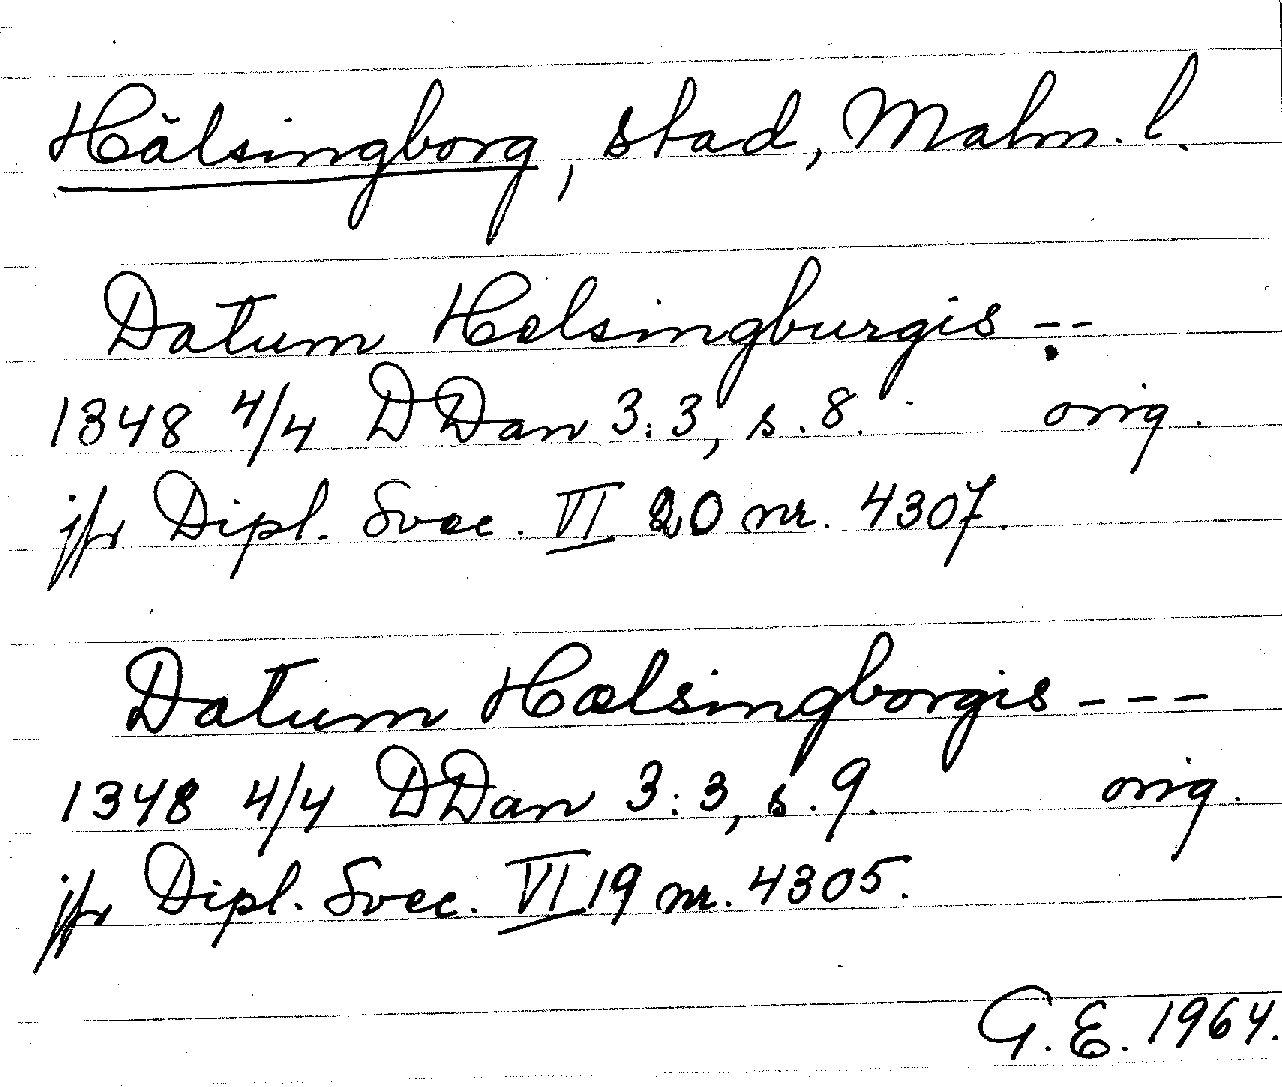 Hälsingborg, stad, Malm. l.
Datum Helsingburgis --
1348 4/4 DDan 3:3, s. 8. orig.
jfr Dipl. Svec. VI 20 nr. 4307.
Datum Hælsingborgis ---
1348 4/4 DDan 3:3, s. 9. orig.
jfr Dipl. Svec. VI 19 nr. 4305.
G. E. 1964.